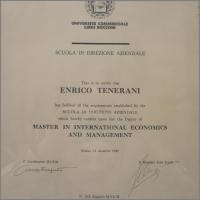 UNIVERSITÀ COMMERCIALE
LUIGI BOCCONI
SCUOLA DI DIREZIONE AZIENDALE
This is to certify that
ENRICO TENERANI
has fulfilled all the requirements established by the
SCUOLA DI DIREZIONE AZIENDALE
which hereby confers upon him the Degree of
MASTER IN INTERNATIONAL ECONOMICS
AND MANAGEMENT